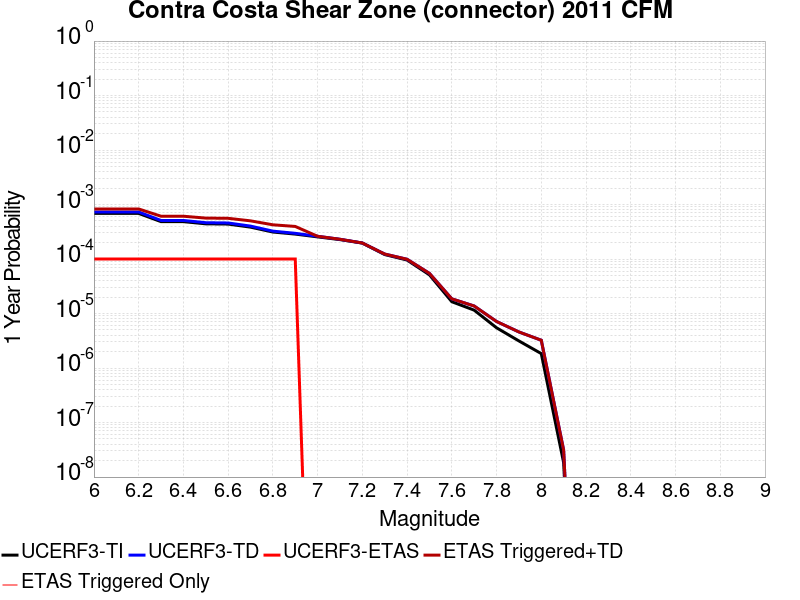 Contra Costa Shear Zone (connector) 2011 CFM
10^0
10^-1
10^-2
10^-3
10^-4
10^-5
10^-6
10^-7
10^-8
1 Year Probability
6 6.2 6.4 6.6 6.8 7 7.2 7.4 7.6 7.8 8 8.2 8.4 8.6 8.8 9
Magnitude
UCERF3-TI UCERF3-TD UCERF3-ETAS ETAS Triggered+TD
ETAS Triggered Only